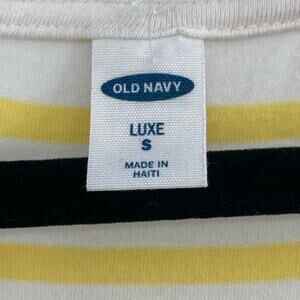 OLD NAVY
LUXE
S
MADE IN
HAITI